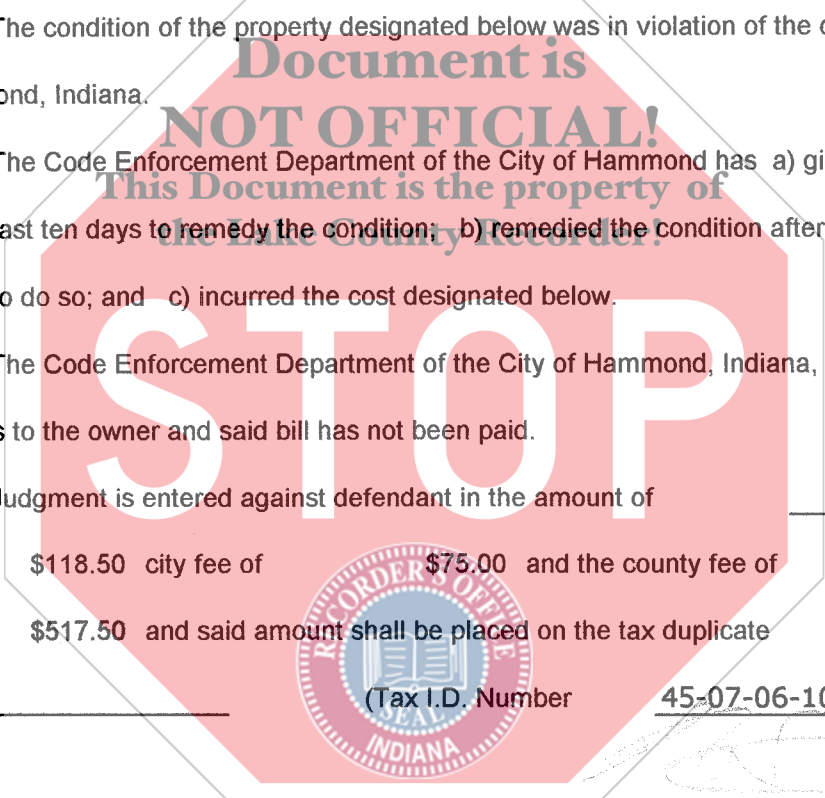 The condition of the property designated below was in violation of the
Document is
ond, Indiana.
NOT OFFICIAL!
The Code Enforcement Department of the City of Hammond has a) gi
This Document is the property of
ast ten days to remedy the condition; b) remedied the condition after
the Lake County Recorder!
o do so; and c) incurred the cost designated below.
The Code Enforcement Department of the City of Hammond, Indiana,
STOP
s to the owner and said bill has not been paid.
Judgment is entered against defendant in the amount of
$118.50 city fee of $75.00 and the county fee of
$517.50 and said amount shall be placed on the tax duplicate
RECORDER'S OFFICE
(Tax I.D. Number 45-07-06-10
SEAL
INDIANA